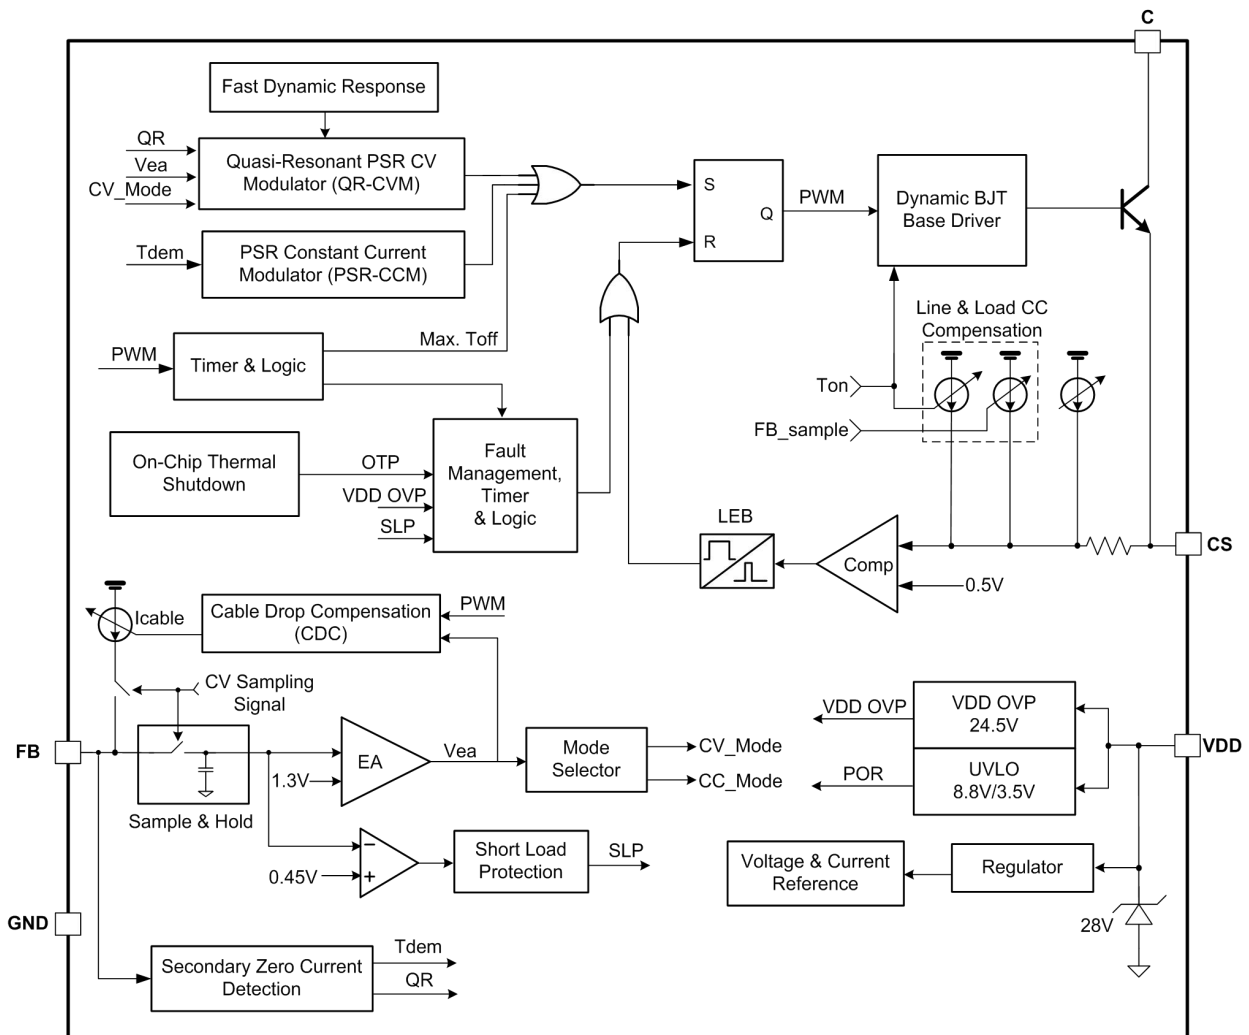 C
Fast Dynamic Response
QR
Vea
CV_Mode
Quasi-Resonant PSR CV
Modulator (QR-CVM)
Tdem
PSR Constant Current
Modulator (PSR-CCM)
S
R
Q
PWM
Dynamic BJT
Base Driver
PWM
Timer & Logic
Max. Toff
Line & Load CC
Compensation
Ton
FB_sample
On-Chip Thermal
Shutdown
OTP
VDD OVP
SLP
Fault
Management,
Timer
& Logic
LEB
Comp
0.5V
CS
Icable
Cable Drop Compensation
(CDC)
PWM
CV Sampling
Signal
FB
Sample & Hold
1.3V
EA
Vea
Mode
Selector
CV_Mode
CC_Mode
VDD OVP
POR
VDD OVP
24.5V
UVLO
8.8V/3.5V
VDD
0.45V
−
+
Short Load
Protection
SLP
Voltage & Current
Reference
Regulator
28V
GND
Secondary Zero Current
Detection
Tdem
QR